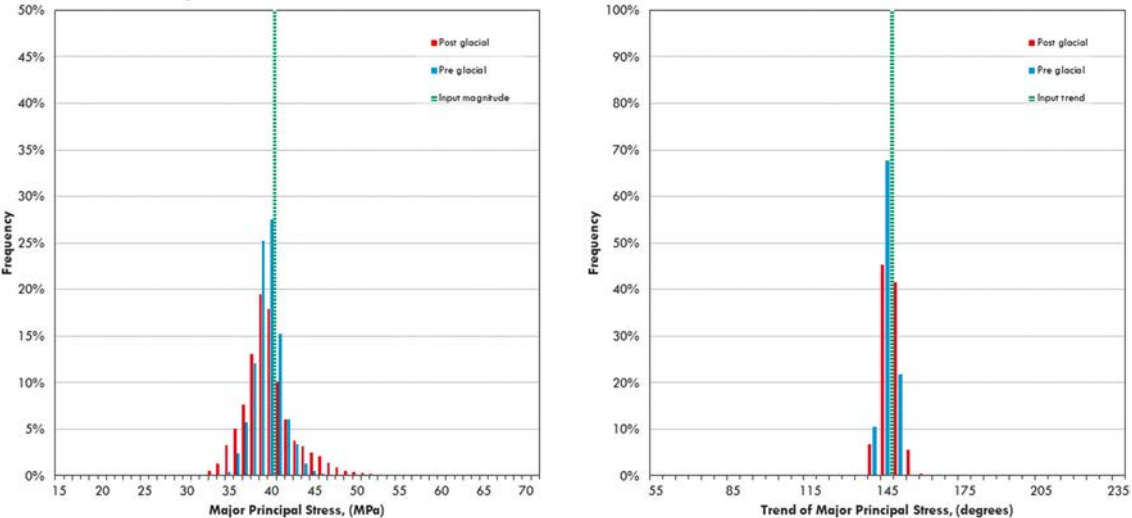 50%
45%
40%
35%
30%
25%
20%
15%
10%
5%
0%
Frequency
Post glacial
Pre glacial
Input magnitude
15 20 25 30 35 40 45 50 55 60 65 70
Major Principal Stress, (MPa)
100%
90%
80%
70%
60%
50%
40%
30%
20%
10%
0%
Frequency
Post glacial
Pre glacial
Input trend
55 85 115 145 175 205 235
Trend of Major Principal Stress, (degrees)